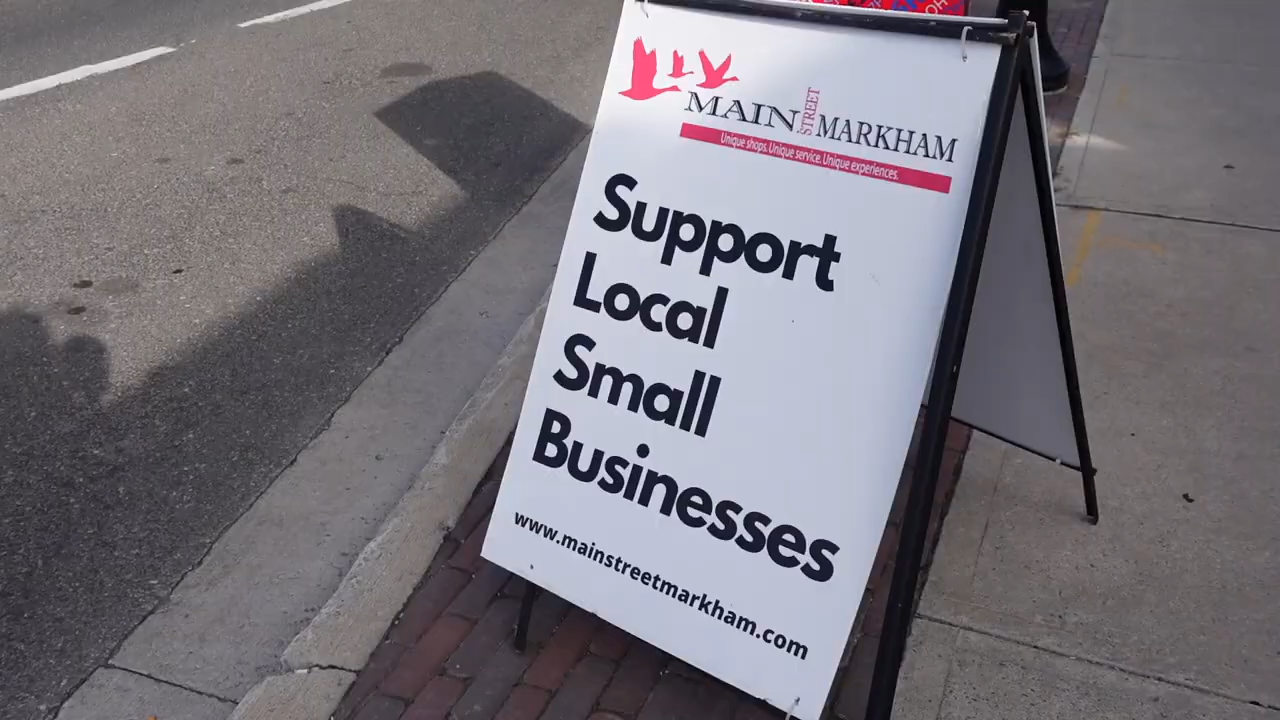 MAIN STREET MARKHAM
Unique shops. Unique service. Unique experiences.
Support
Local
Small
Businesses
www.mainstreetmarkham.com